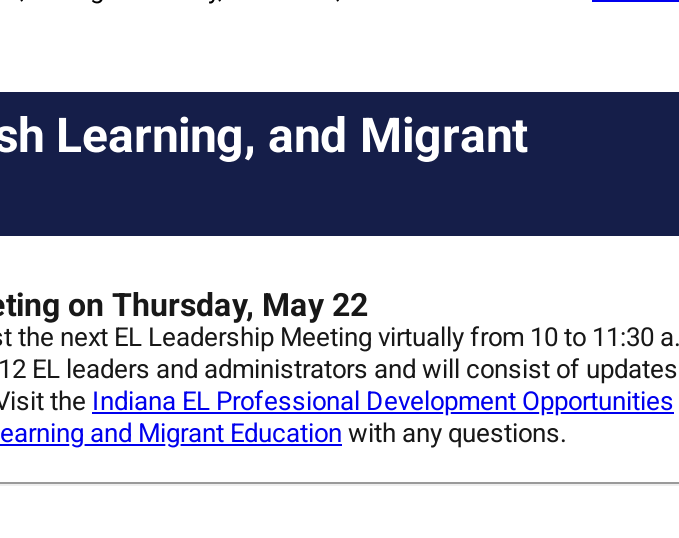 sh Learning, and Migrant
eting on Thursday, May 22
st the next EL Leadership Meeting virtually from 10 to 11:30 a.
12 EL leaders and administrators and will consist of updates
Visit the Indiana EL Professional Development Opportunities
earning and Migrant Education with any questions.